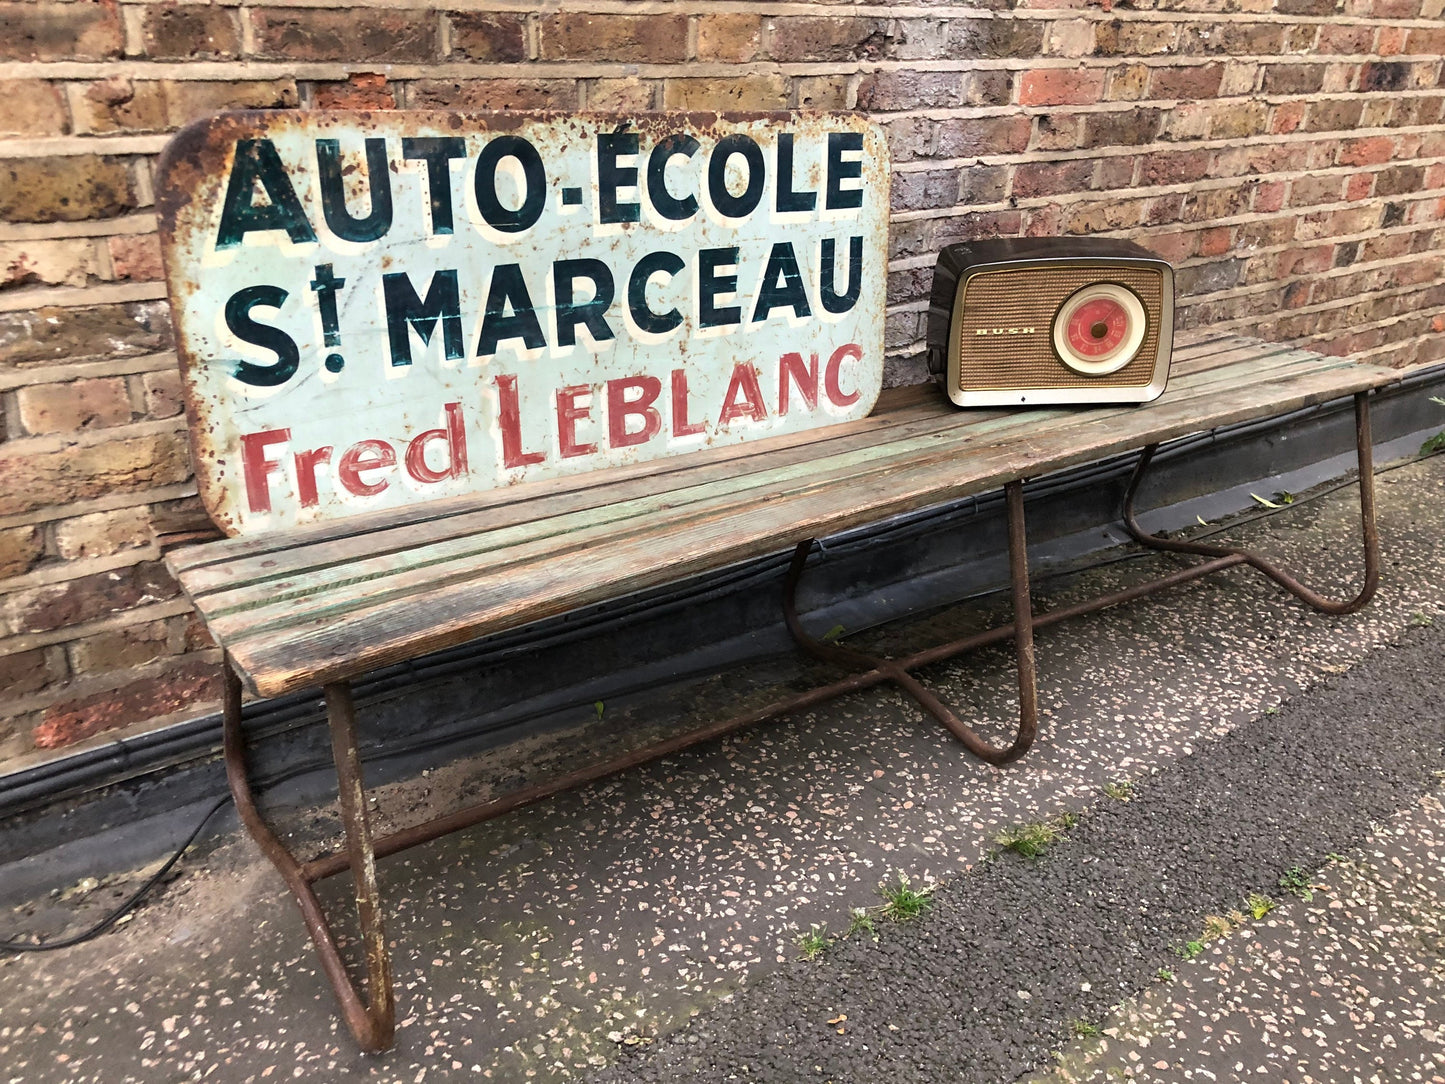 AUTO-ÉCOLE
St MARCEAU
Fred LEBLANC
BUSH